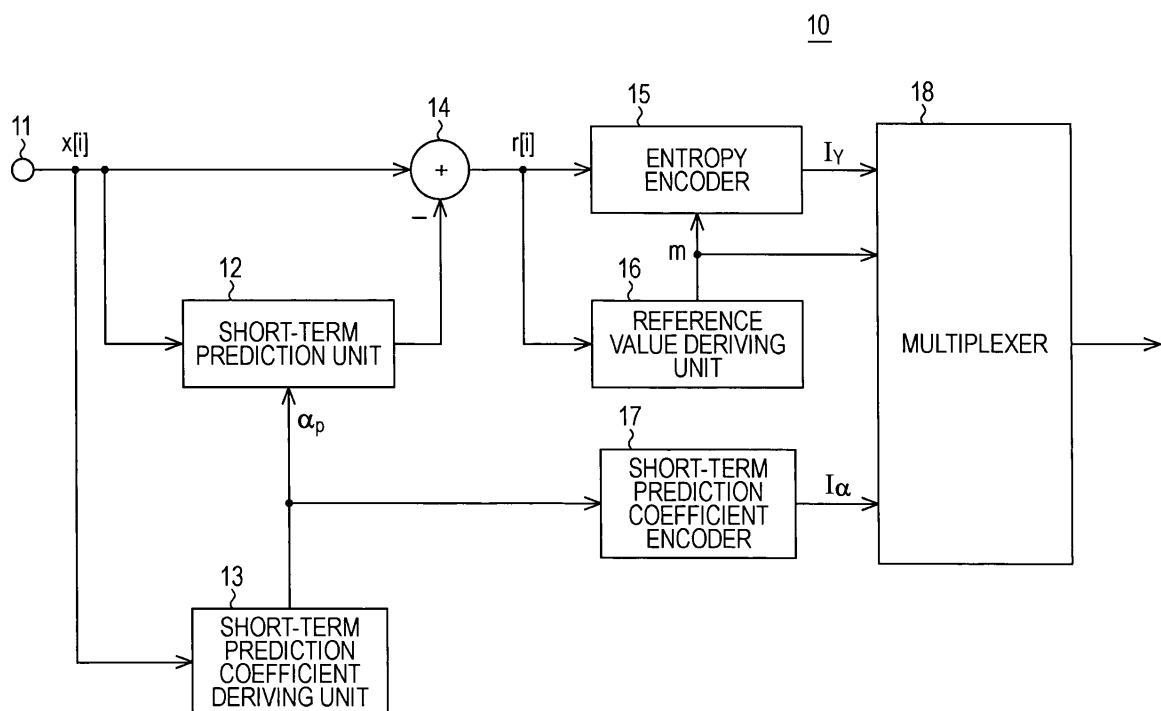 10
11
x[i]
14
+
−
r[i]
15
ENTROPY
ENCODER
Iγ
18
MULTIPLEXER
m
12
SHORT-TERM
PREDICTION UNIT
16
REFERENCE
VALUE DERIVING
UNIT
αp
17
SHORT-TERM
PREDICTION
COEFFICIENT
ENCODER
Iα
13
SHORT-TERM
PREDICTION
COEFFICIENT
DERIVING UNIT